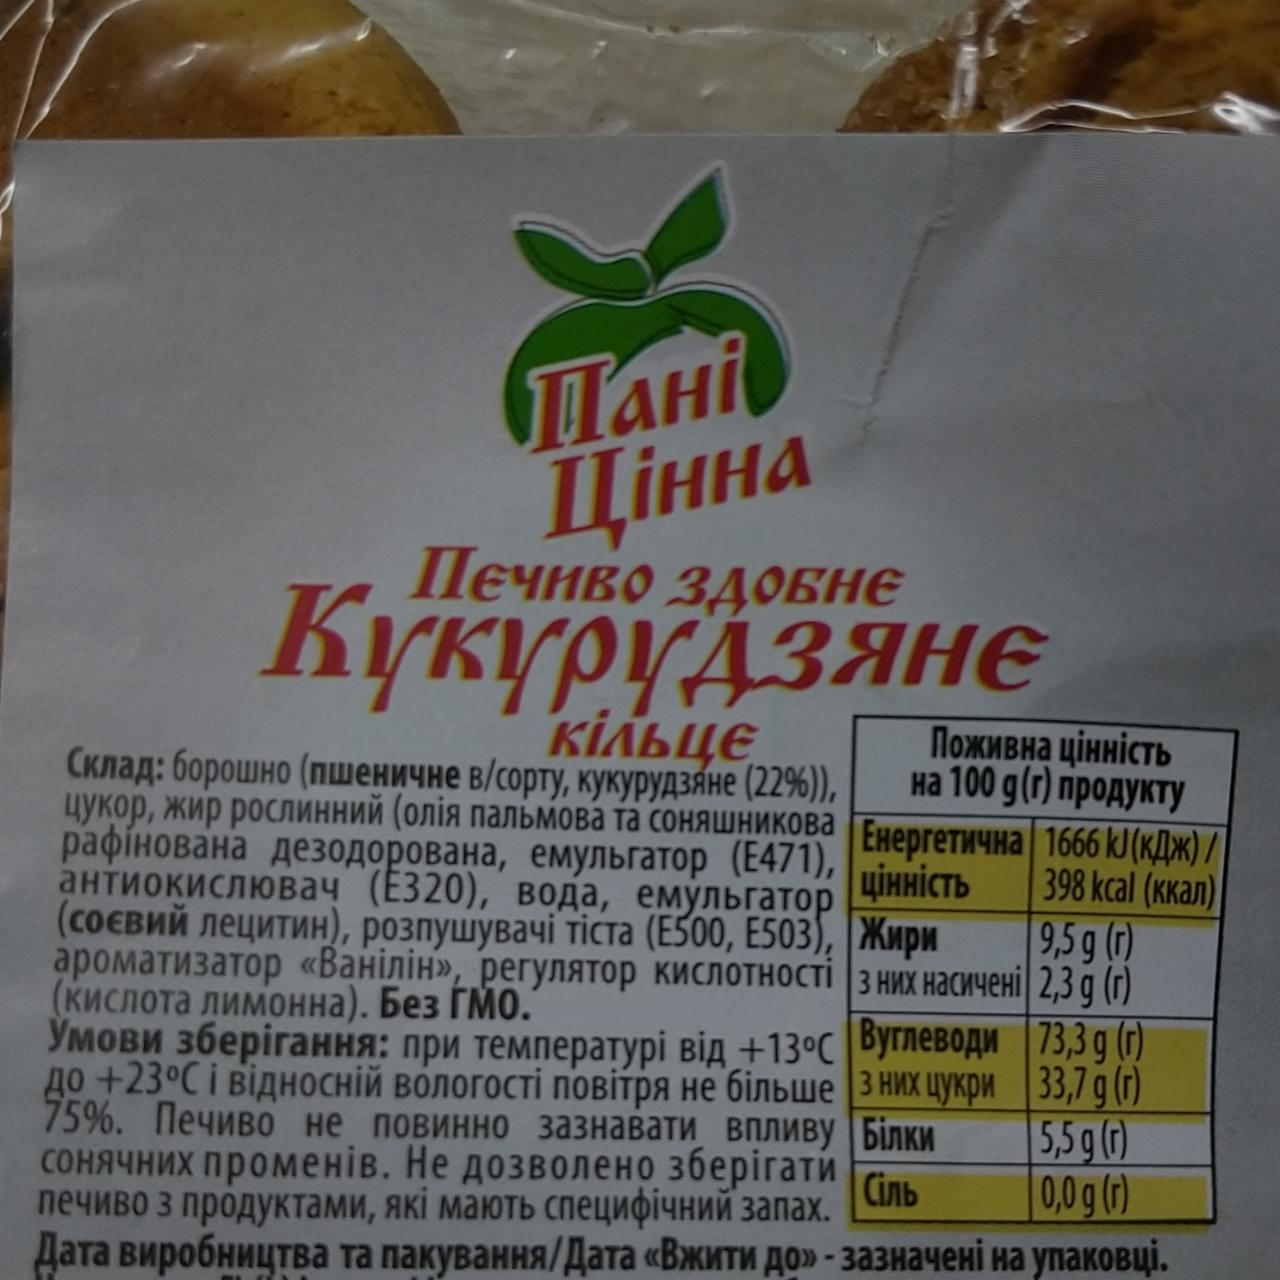 Пані
Цінна
Печиво здобне
Кукурудзяне
кільце
Склад: борошно (пшеничне в/сорту, кукурудзяне (22%)),
цукор, жир рослинний (олія пальмова та соняшникова
рафінована дезодорована, емульгатор (Е471),
антиокислювач (Е320), вода, емульгатор
(соєвий лецитин), розпушувачі тіста (Е500, Е503),
ароматизатор «Ванілін», регулятор кислотності
(кислота лимонна). Без ГМО.
Умови зберігання: при температурі від +13ºС
до +23ºС і відносній вологості повітря не більше
75%. Печиво не повинно зазнавати впливу
сонячних променів. Не дозволено зберігати
печиво з продуктами, які мають специфічний запах.
Поживна цінність
на 100 g(г) продукту
Енергетична 1666 kJ(кДж) /
цінність 398 kcal (ккал)
Жири 9,5 g (г)
з них насичені 2,3 g (г)
Вуглеводи 73,3 g (г)
з них цукри 33,7 g (г)
Білки 5,5 g (г)
Сіль 0,0 g (г)
Дата виробництва та пакування/Дата «Вжити до» - зазначені на упаковці.